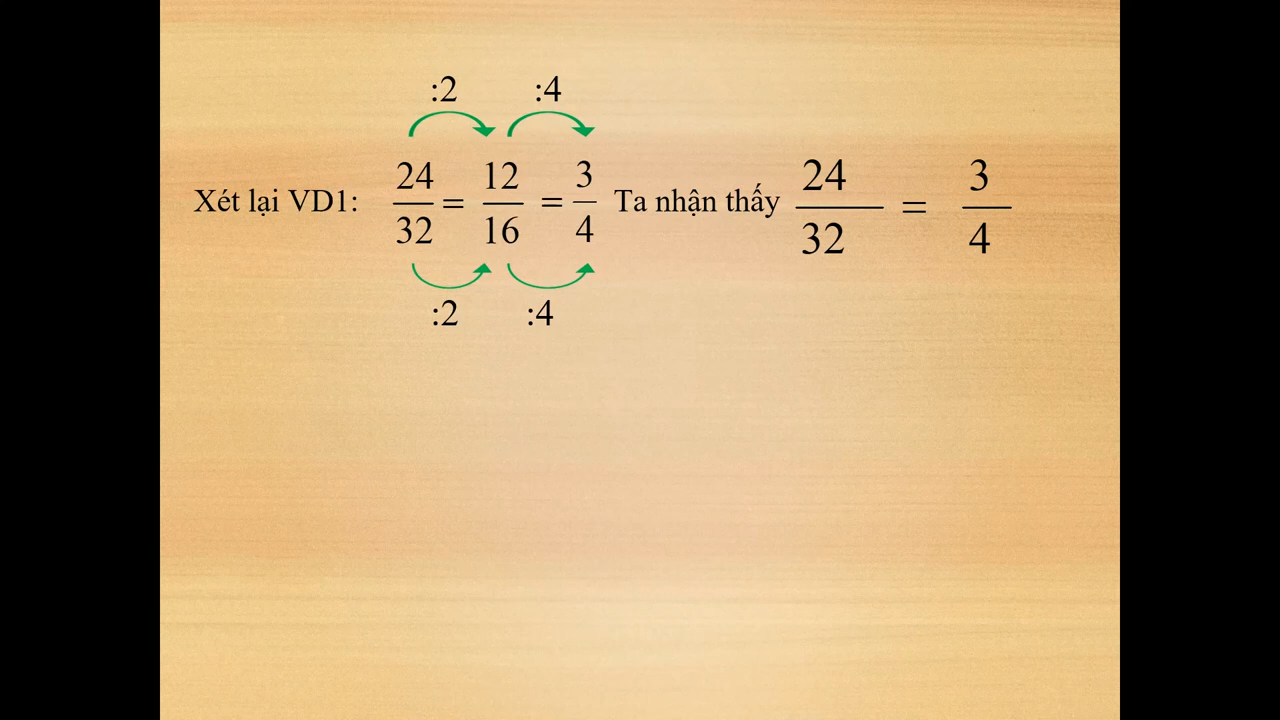 :2 :4
Xét lại VD1: 24/32 = 12/16 = 3/4 Ta nhận thấy 24/32 = 3/4
:2 :4